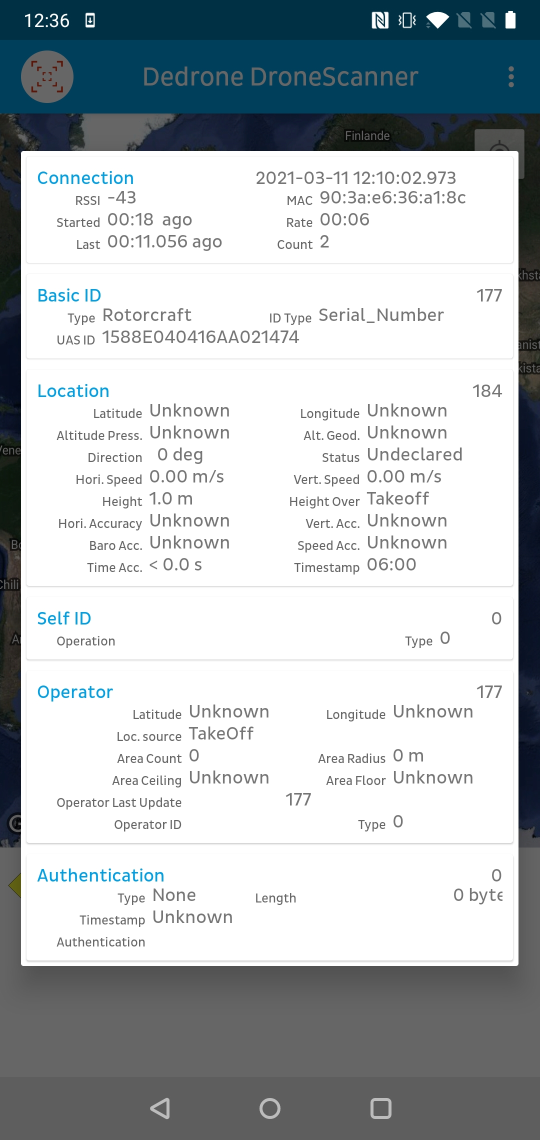 12:36
Dedrone DroneScanner
Finlande
Connection 2021-03-11 12:10:02.973
RSSI -43 MAC 90:3a:e6:36:a1:8c
Started 00:18 ago Rate 00:06
Last 00:11.056 ago Count 2
Basic ID 177
Type Rotorcraft ID Type Serial_Number
UAS ID 1588E040416AA021474
Location 184
Latitude Unknown Longitude Unknown
Altitude Press. Unknown Alt. Geod. Unknown
Direction 0 deg Status Undeclared
Hori. Speed 0.00 m/s Vert. Speed 0.00 m/s
Height 1.0 m Height Over Takeoff
Hori. Accuracy Unknown Vert. Acc. Unknown
Baro Acc. Unknown Speed Acc. Unknown
Time Acc. < 0.0 s Timestamp 06:00
Self ID 0
Operation Type 0
Operator 177
Latitude Unknown Longitude Unknown
Loc. source TakeOff
Area Count 0 Area Radius 0 m
Area Ceiling Unknown Area Floor Unknown
Operator Last Update 177
Operator ID Type 0
Authentication 0
Type None Length 0 byte
Timestamp Unknown
Authentication